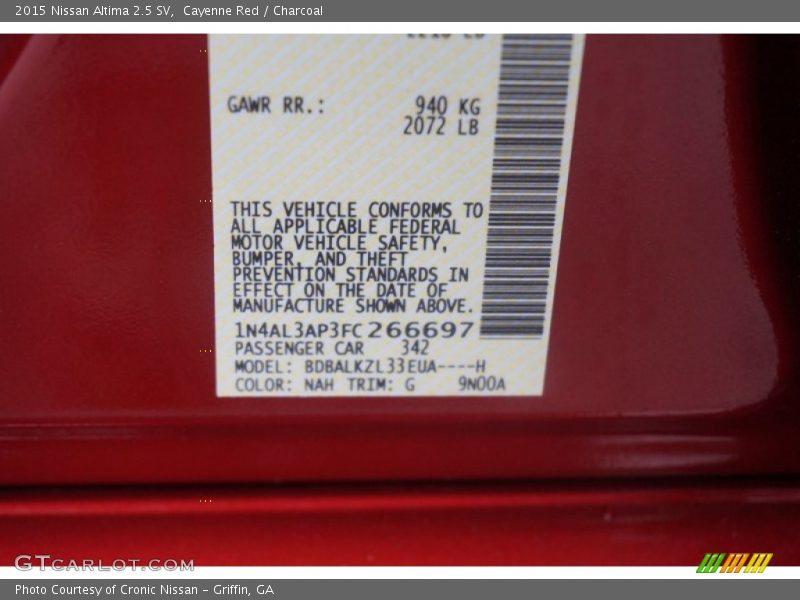 2015 Nissan Altima 2.5 SV, Cayenne Red / Charcoal
GAWR RR.: 940 KG
2072 LB
THIS VEHICLE CONFORMS TO
ALL APPLICABLE FEDERAL
MOTOR VEHICLE SAFETY,
BUMPER, AND THEFT
PREVENTION STANDARDS IN
EFFECT ON THE DATE OF
MANUFACTURE SHOWN ABOVE.
1N4AL3AP3FC266697
PASSENGER CAR 342
MODEL: BDBALKZL33EUA----H
COLOR: NAH TRIM: G 9N00A
GTCARLOT.COM
Photo Courtesy of Cronic Nissan - Griffin, GA